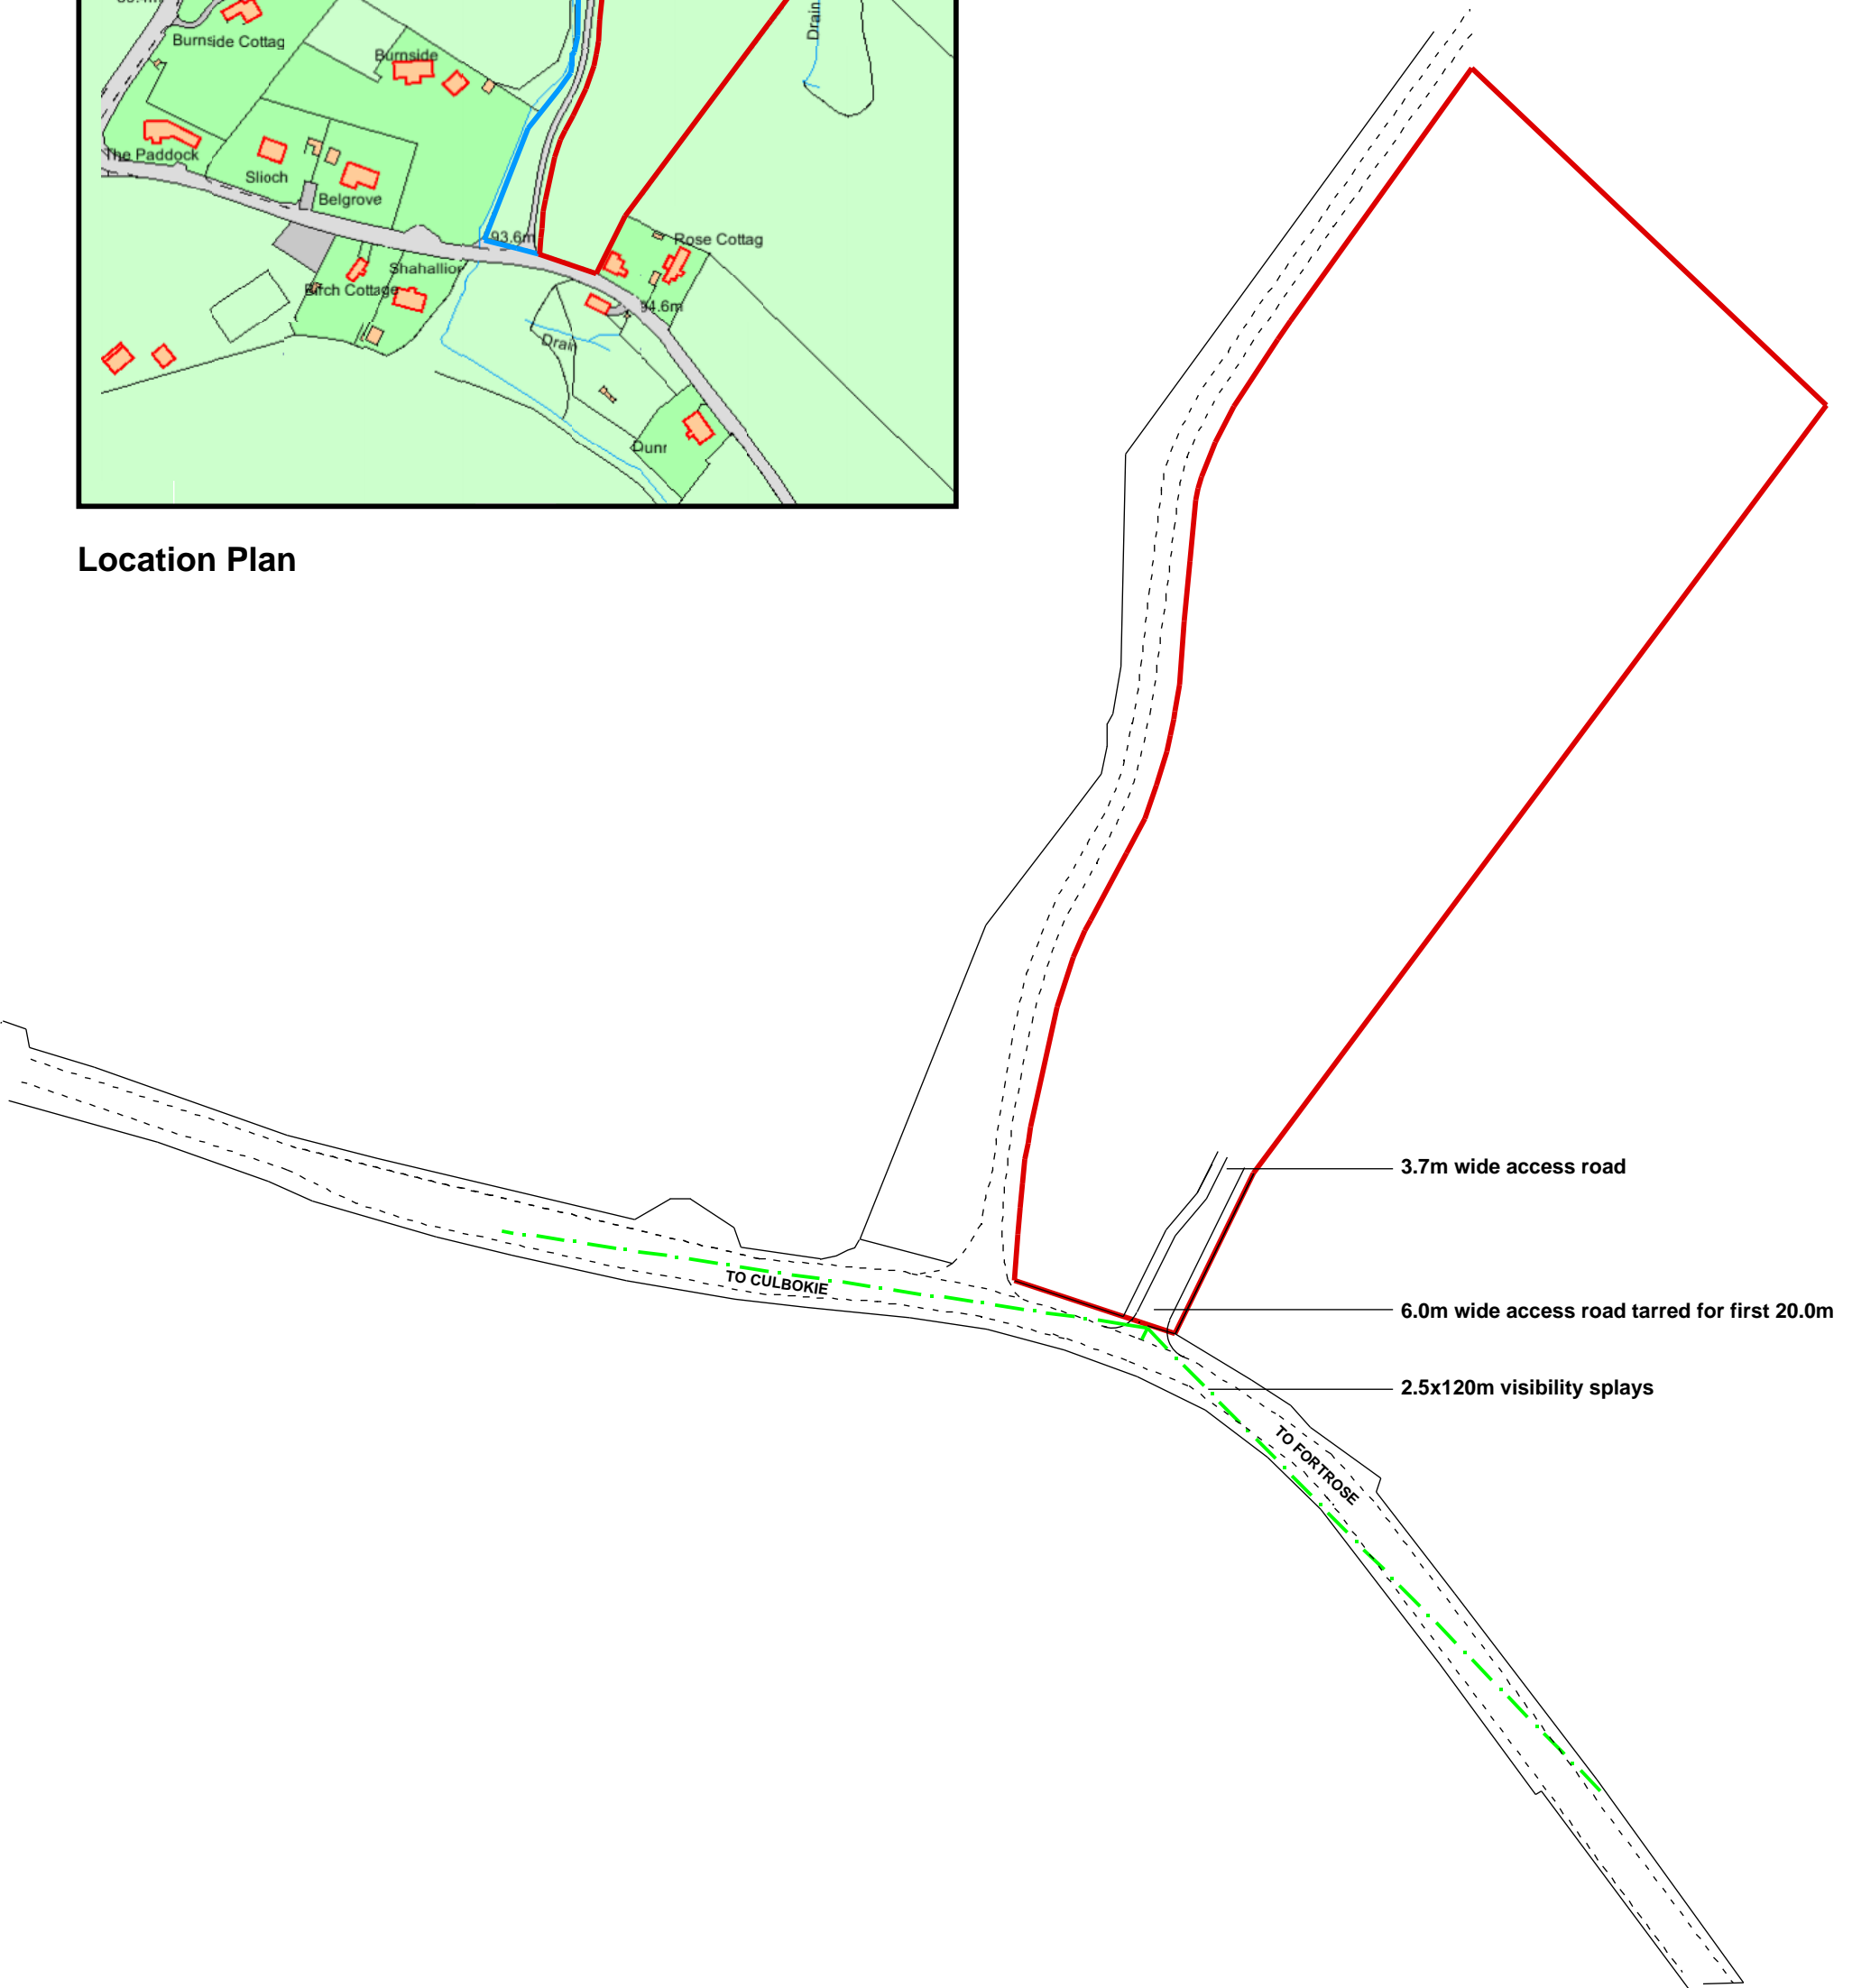 Burnside Cottag
Drain
Burnside
The Paddock
Slioch
Belgrove
93.6m
Rose Cottag
Shahallior
Birch Cottage
94.6m
Drain
Dunr
Location Plan
3.7m wide access road
TO CULBOKIE
6.0m wide access road tarred for first 20.0m
2.5x120m visibility splays
TO FORTROSE